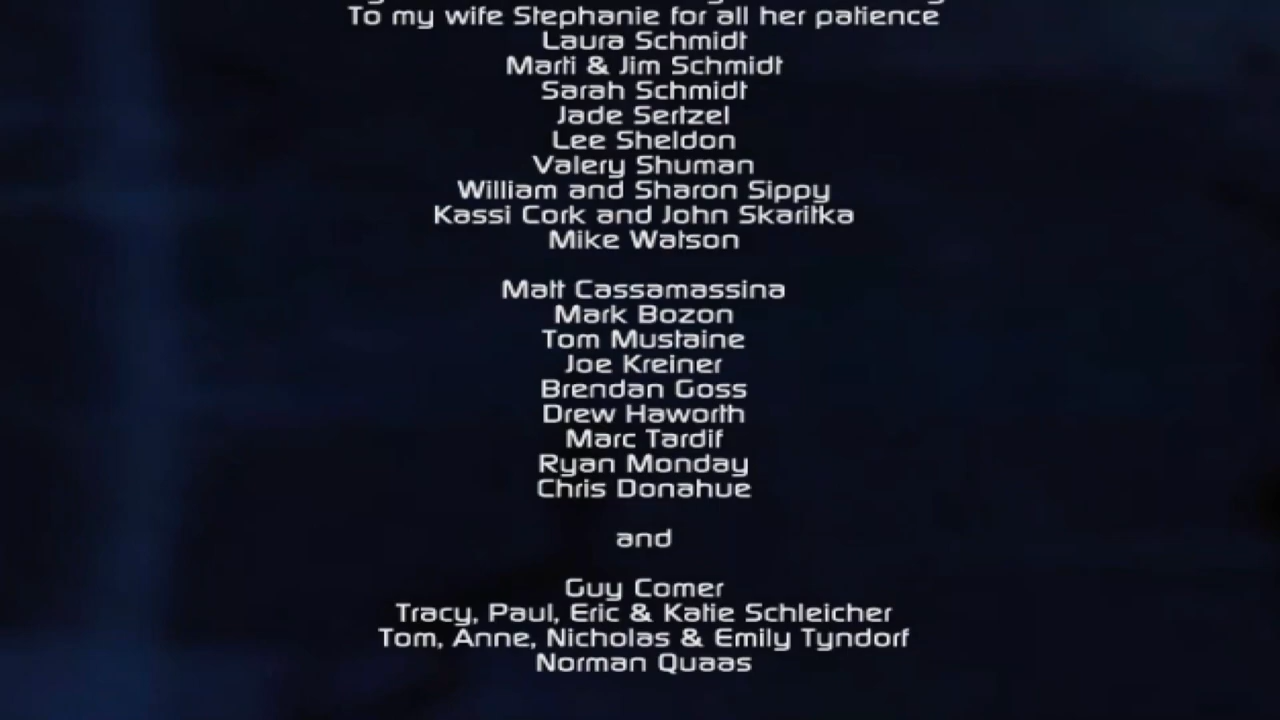 To my wife Stephanie for all her patience
Laura Schmidt
Marti & Jim Schmidt
Sarah Schmidt
Jade Sertzel
Lee Sheldon
Valery Shuman
William and Sharon Sippy
Kassi Cork and John Skaritka
Mike Watson
Matt Cassamassina
Mark Bozon
Tom Mustaine
Joe Kreiner
Brendan Goss
Drew Haworth
Marc Tardif
Ryan Monday
Chris Donahue
and
Guy Comer
Tracy, Paul, Eric & Katie Schleicher
Tom, Anne, Nicholas & Emily Tyndorf
Norman Quaas